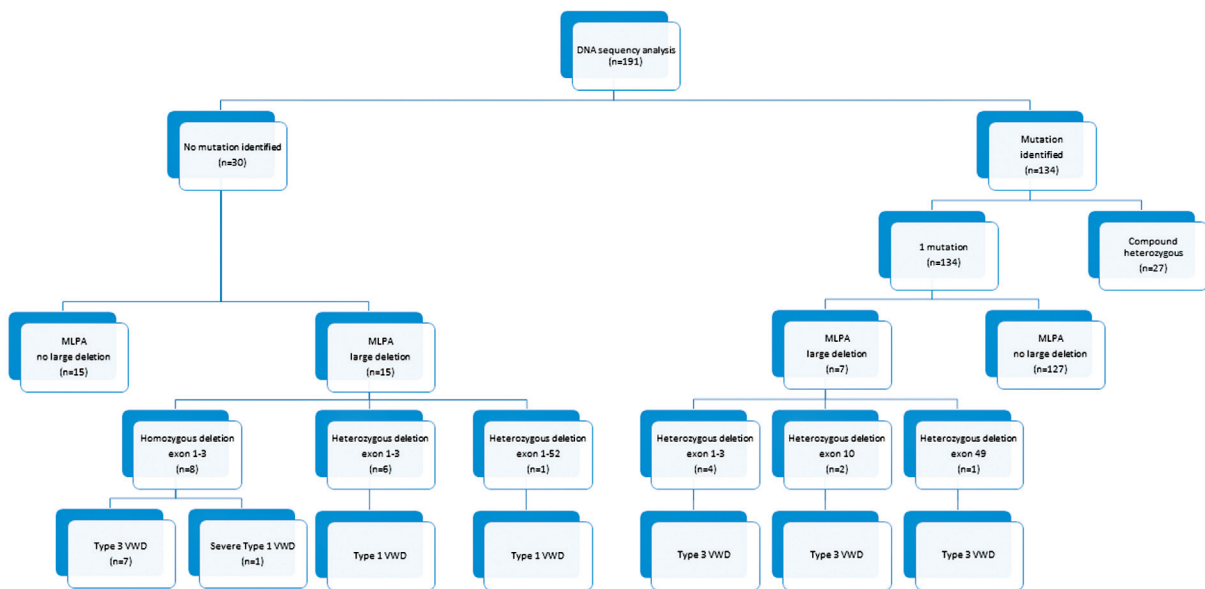 DNA sequency analysis
(n=191)
No mutation identified
(n=30)
Mutation
identified
(n=134)
1 mutation
(n=134)
Compound
heterozygous
(n=27)
MLPA
no large deletion
(n=15)
MLPA
large deletion
(n=15)
MLPA
large deletion
(n=7)
MLPA
no large deletion
(n=127)
Homozygous deletion
exon 1-3
(n=8)
Heterozygous deletion
exon 1-3
(n=6)
Heterozygous deletion
exon 1-52
(n=1)
Heterozygous deletion
exon 1-3
(n=4)
Heterozygous deletion
exon 10
(n=2)
Heterozygous deletion
exon 49
(n=1)
Type 3 VWD
(n=7)
Severe Type 1 VWD
(n=1)
Type 1 VWD
Type 1 VWD
Type 3 VWD
Type 3 VWD
Type 3 VWD